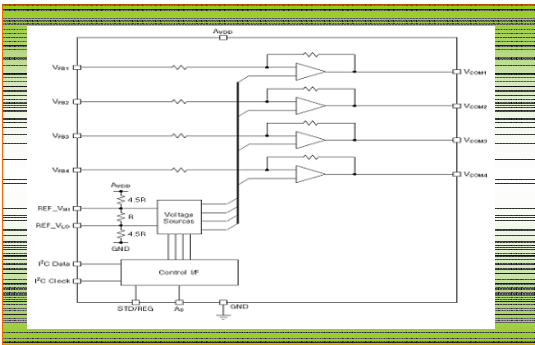 AVDD
VFB1
VCOM1
VFB2
VCOM2
VFB3
VCOM3
VFB4
VCOM4
AVDD
4.5R
REF_VHI
R
Voltage
Sources
REF_VLO
4.5R
GND
I²C Data
Control I/F
I²C Clock
GND
STD/REG
A0